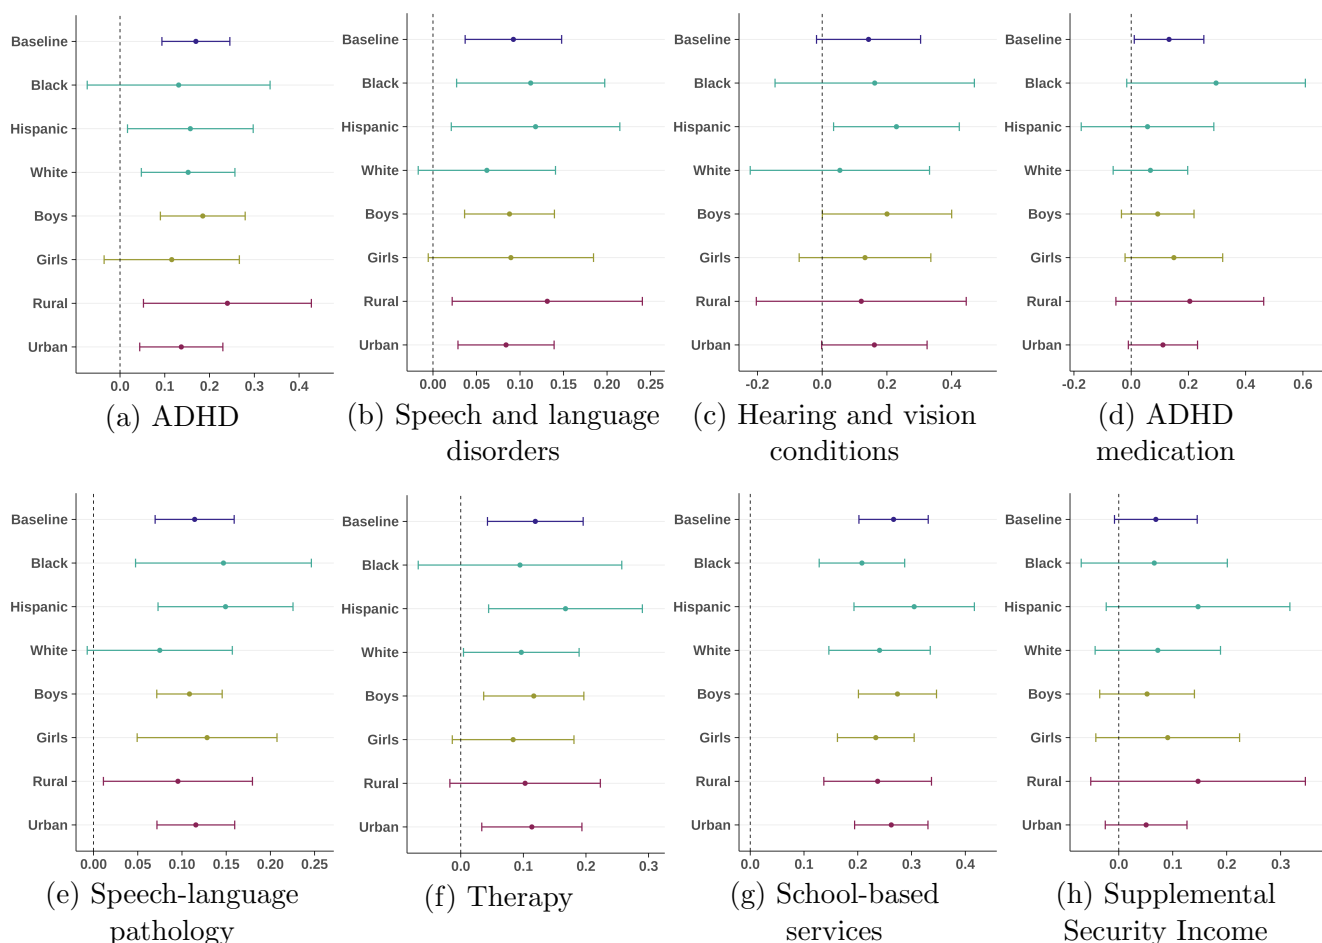 Baseline
Black
Hispanic
White
Boys
Girls
Rural
Urban
0.0 0.1 0.2 0.3 0.4
(a) ADHD
Baseline
Black
Hispanic
White
Boys
Girls
Rural
Urban
0.00 0.05 0.10 0.15 0.20 0.25
(b) Speech and language
disorders
Baseline
Black
Hispanic
White
Boys
Girls
Rural
Urban
-0.2 0.0 0.2 0.4
(c) Hearing and vision
conditions
Baseline
Black
Hispanic
White
Boys
Girls
Rural
Urban
-0.2 0.0 0.2 0.4 0.6
(d) ADHD
medication
Baseline
Black
Hispanic
White
Boys
Girls
Rural
Urban
0.00 0.05 0.10 0.15 0.20 0.25
(e) Speech-language
pathology
Baseline
Black
Hispanic
White
Boys
Girls
Rural
Urban
0.0 0.1 0.2 0.3
(f) Therapy
Baseline
Black
Hispanic
White
Boys
Girls
Rural
Urban
0.0 0.1 0.2 0.3 0.4
(g) School-based
services
Baseline
Black
Hispanic
White
Boys
Girls
Rural
Urban
0.0 0.1 0.2 0.3
(h) Supplemental
Security Income